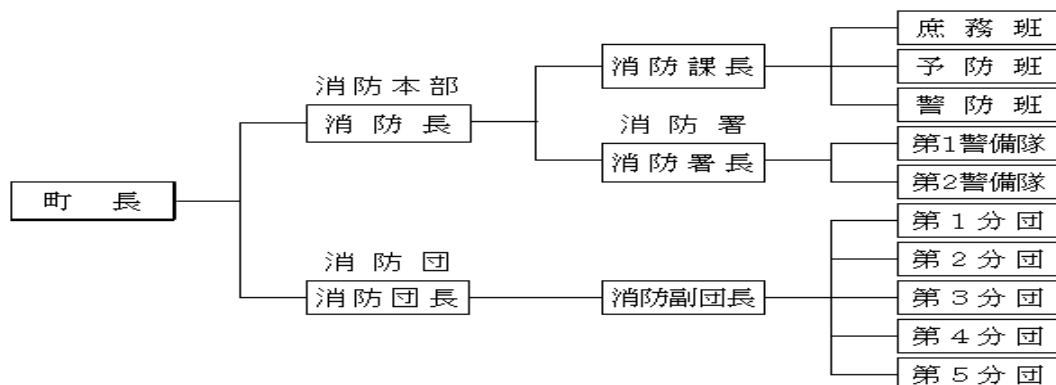 庶務班
消防課長
予防班
消防本部
消防長
警防班
消防署
第1警備隊
消防署長
第2警備隊
町長
第1分団
消防団
第2分団
消防団長
消防副団長
第3分団
第4分団
第5分団